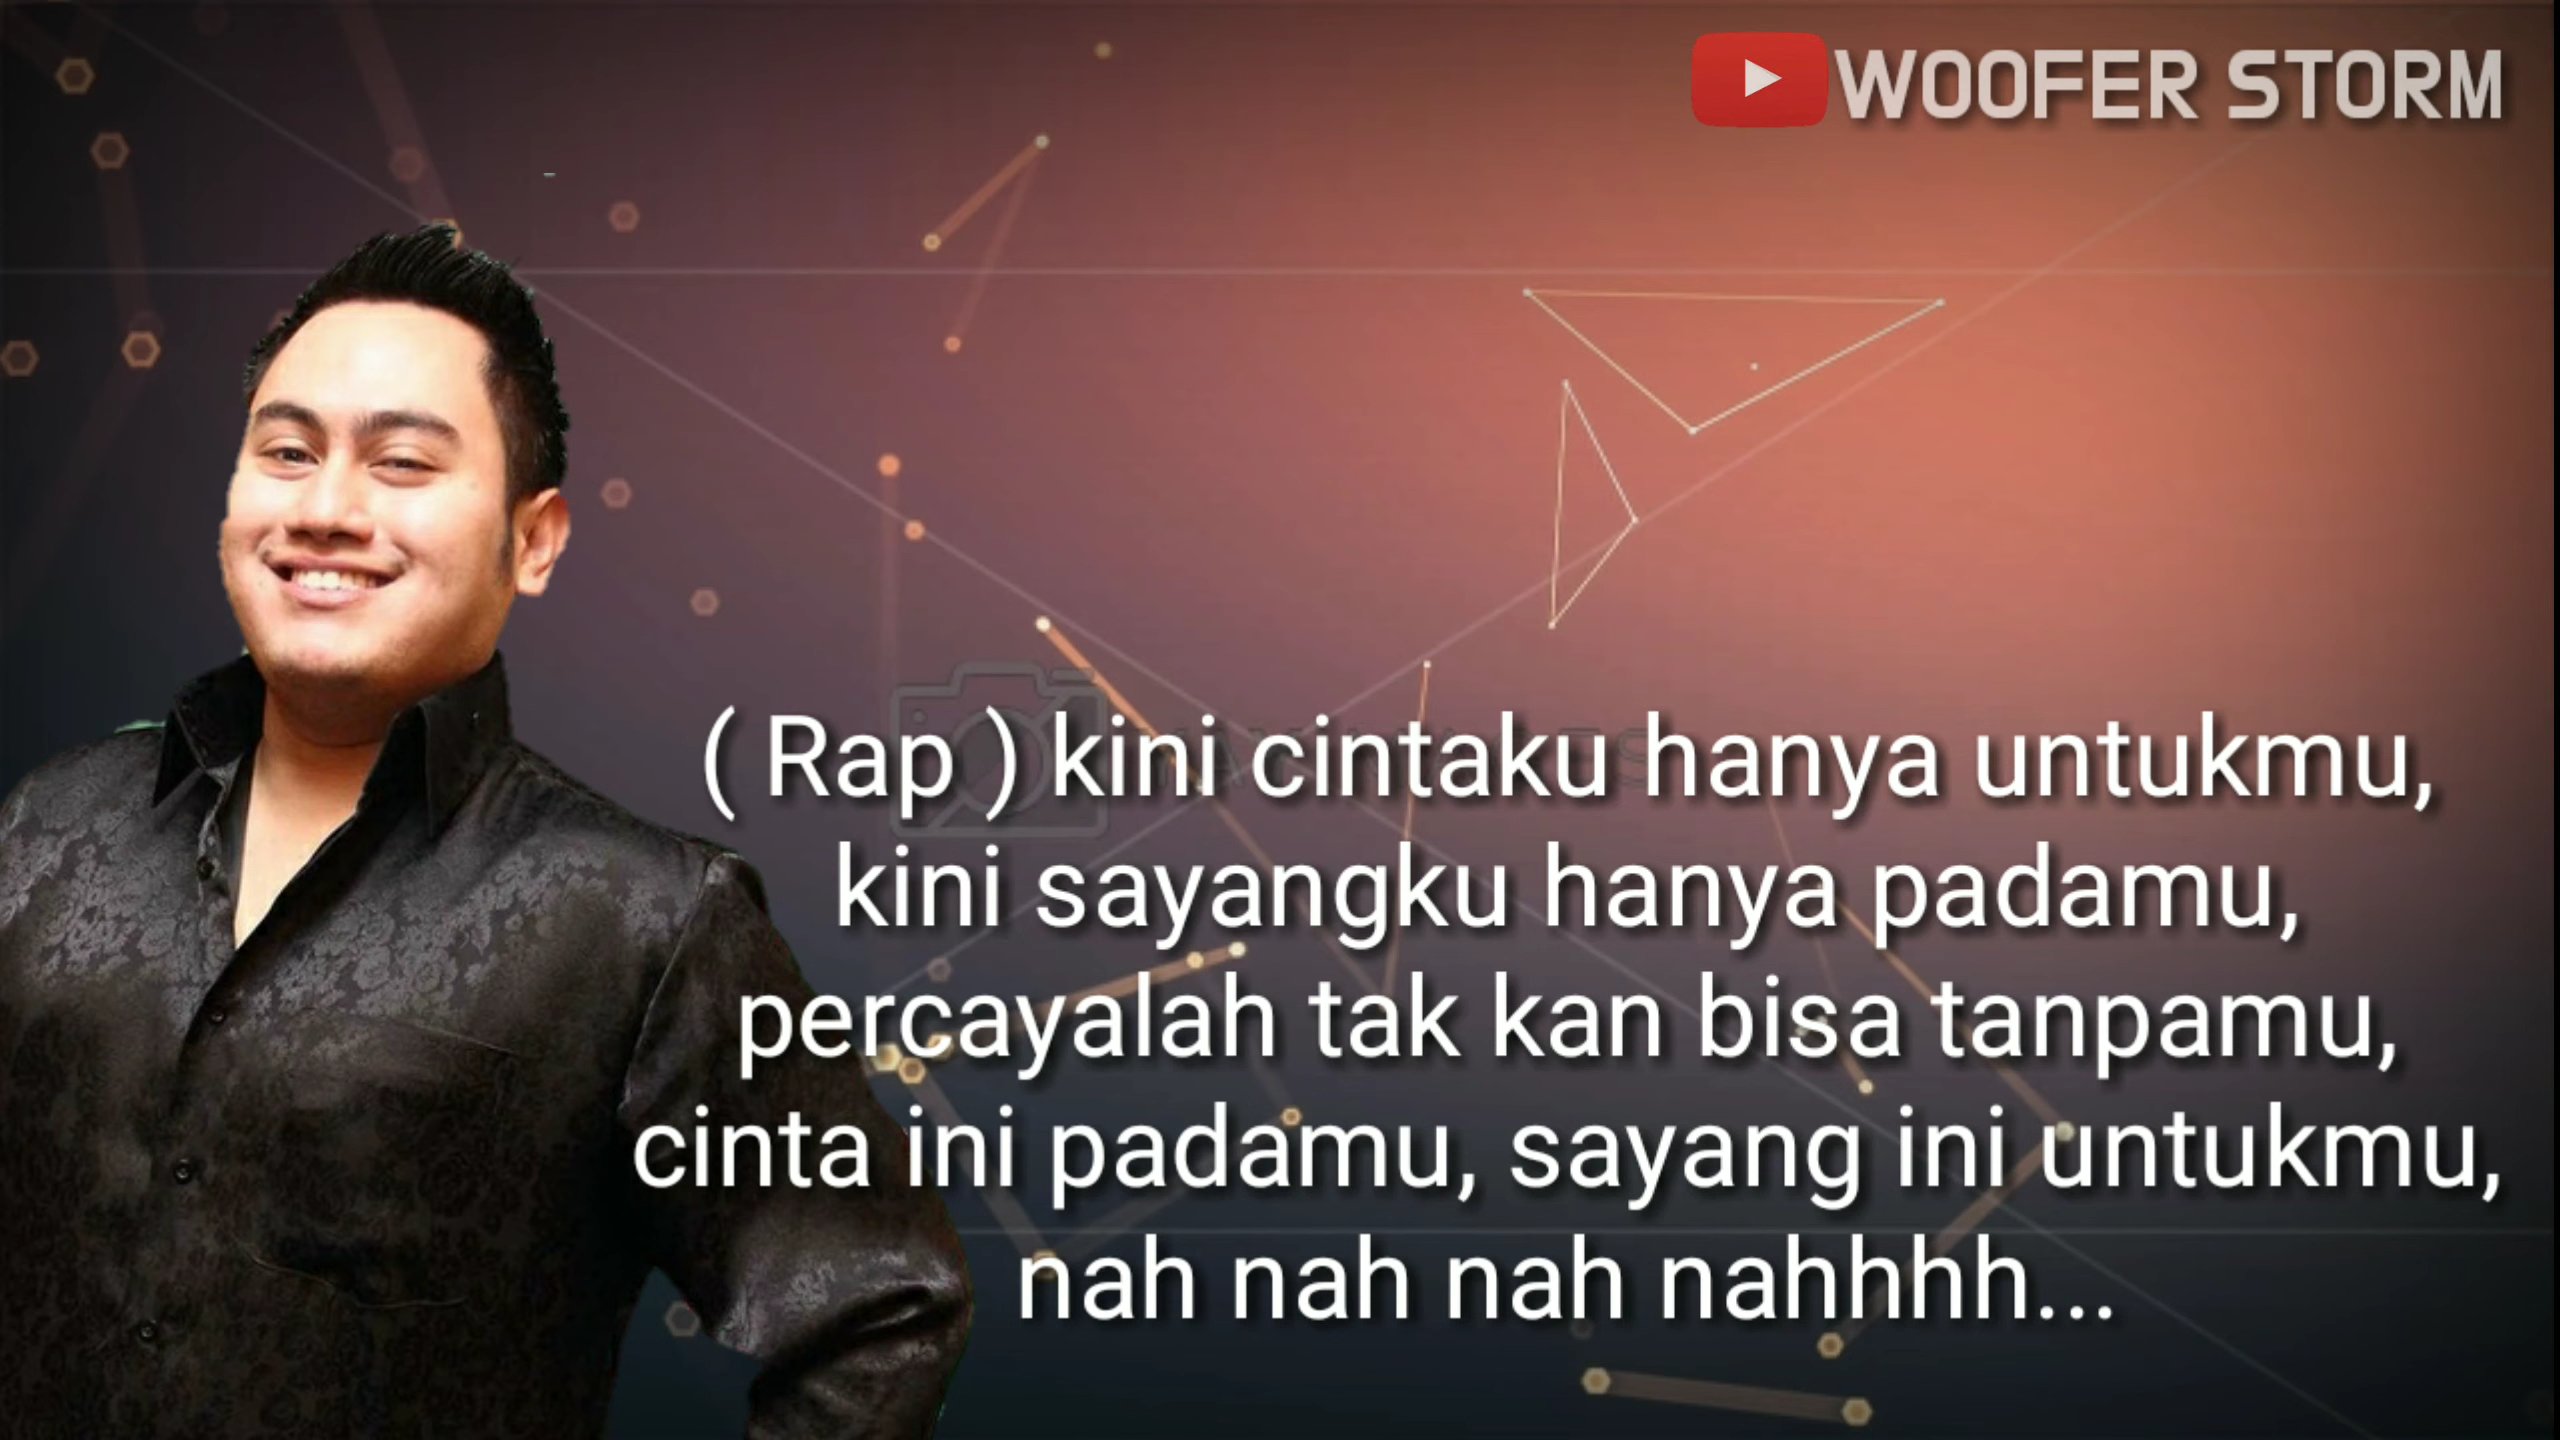 WOOFER STORM
( Rap ) kini cintaku hanya untukmu,
kini sayangku hanya padamu,
percayalah tak kan bisa tanpamu,
cinta ini padamu, sayang ini untukmu,
nah nah nah nahhhh...